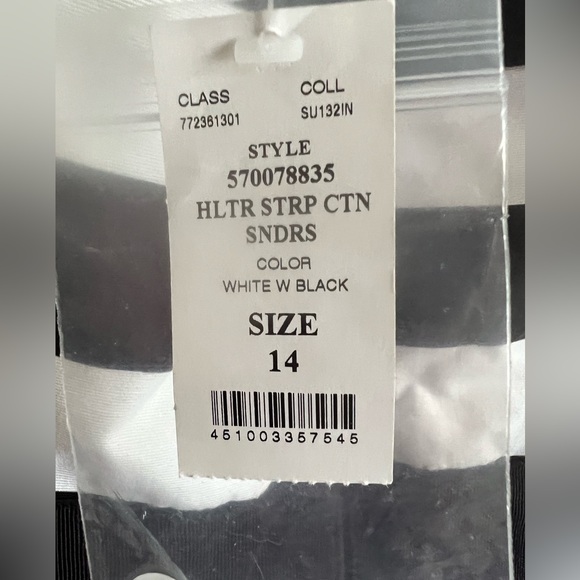 CLASS COLL
772361301 SU132IN
STYLE
570078835
HLTR STRP CTN
SNDRS
COLOR
WHITE W BLACK
SIZE
14
451003357545